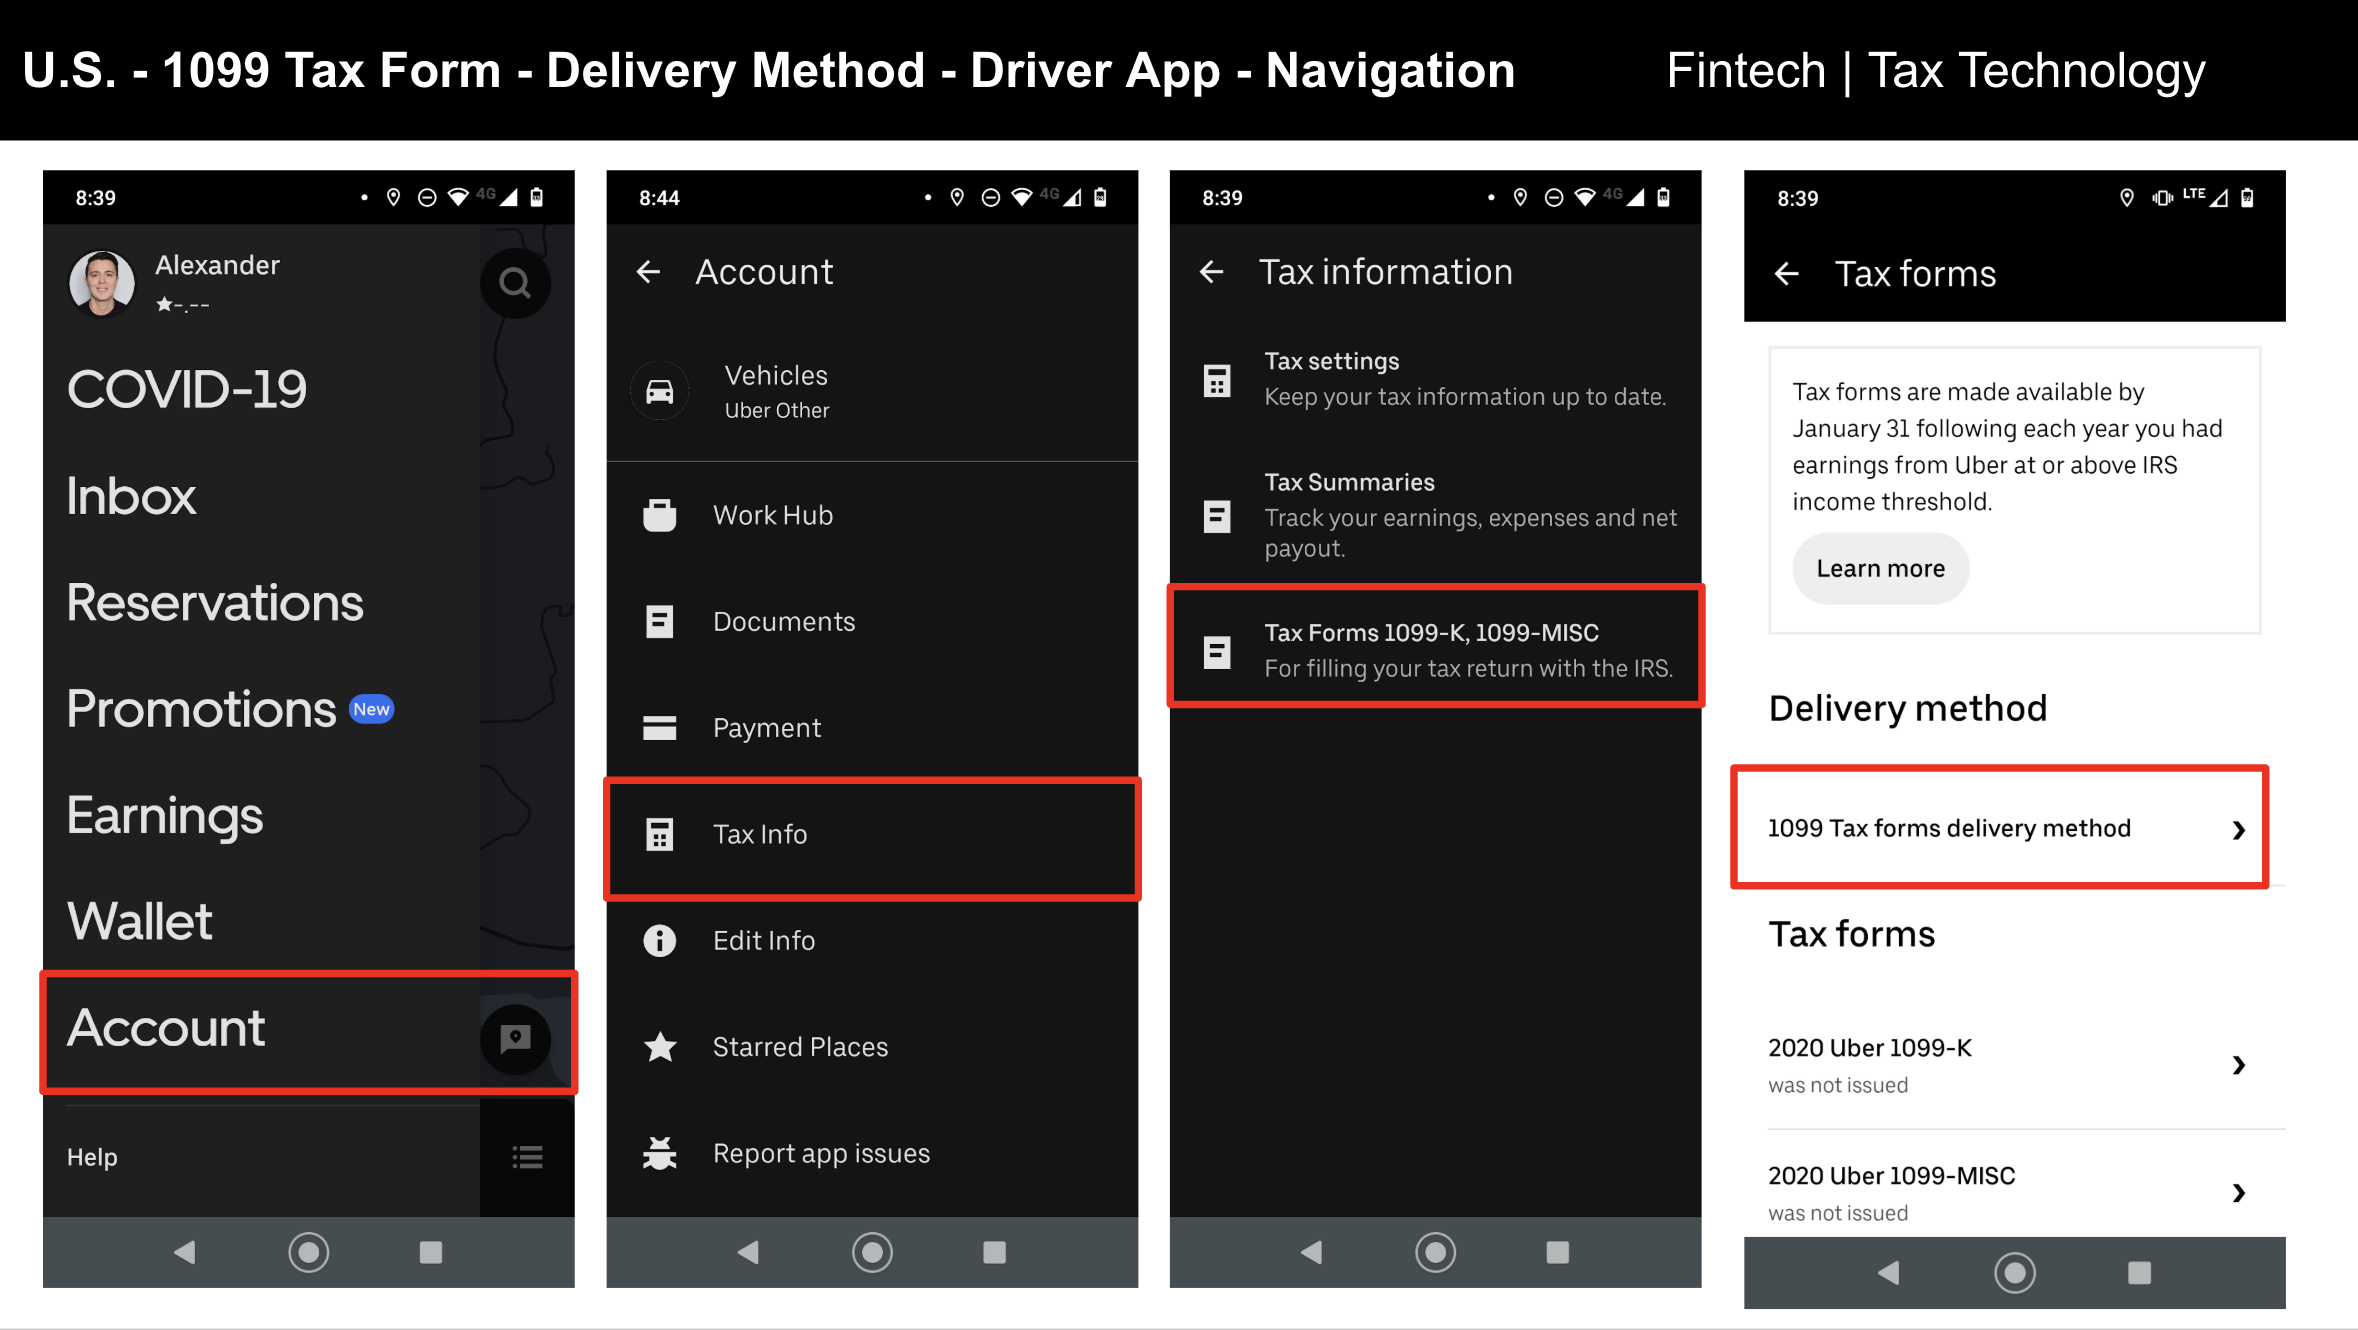 U.S. - 1099 Tax Form - Delivery Method - Driver App - Navigation
Fintech | Tax Technology
8:39
4G
Alexander
-.--
COVID-19
Inbox
Reservations
Promotions New
Earnings
Wallet
Account
Help
8:44
4G
Account
Vehicles
Uber Other
Work Hub
Documents
Payment
Tax Info
Edit Info
Starred Places
Report app issues
8:39
4G
Tax information
Tax settings
Keep your tax information up to date.
Tax Summaries
Track your earnings, expenses and net
payout.
Tax Forms 1099-K, 1099-MISC
For filling your tax return with the IRS.
8:39
LTE
Tax forms
Tax forms are made available by
January 31 following each year you had
earnings from Uber at or above IRS
income threshold.
Learn more
Delivery method
1099 Tax forms delivery method
Tax forms
2020 Uber 1099-K
was not issued
2020 Uber 1099-MISC
was not issued